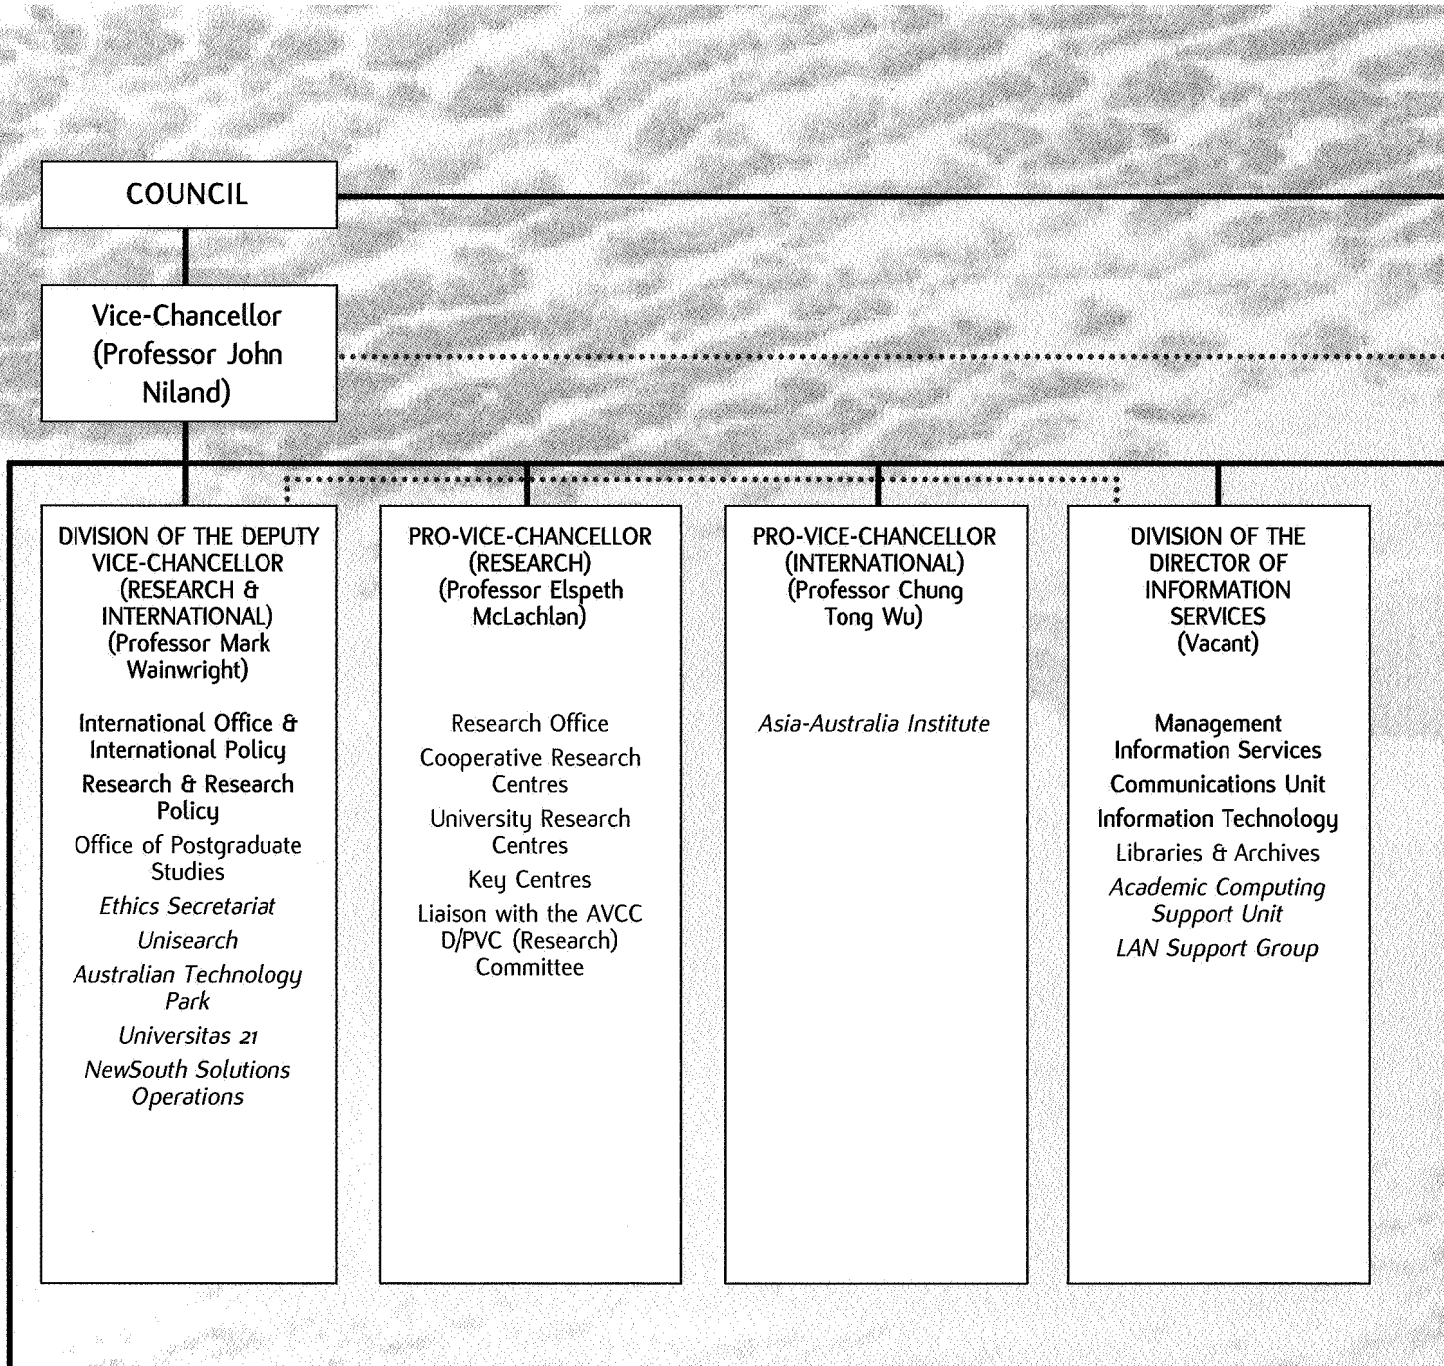 COUNCIL
Vice-Chancellor
(Professor John
Niland)
DIVISION OF THE DEPUTY
VICE-CHANCELLOR
(RESEARCH &
INTERNATIONAL)
(Professor Mark
Wainwright)
International Office &
International Policy
Research & Research
Policy
Office of Postgraduate
Studies
Ethics Secretariat
Unisearch
Australian Technology
Park
Universitas 21
NewSouth Solutions
Operations
PRO-VICE-CHANCELLOR
(RESEARCH)
(Professor Elspeth
McLachlan)
Research Office
Cooperative Research
Centres
University Research
Centres
Key Centres
Liaison with the AVCC
D/PVC (Research)
Committee
PRO-VICE-CHANCELLOR
(INTERNATIONAL)
(Professor Chung
Tong Wu)
Asia-Australia Institute
DIVISION OF THE
DIRECTOR OF
INFORMATION
SERVICES
(Vacant)
Management
Information Services
Communications Unit
Information Technology
Libraries & Archives
Academic Computing
Support Unit
LAN Support Group